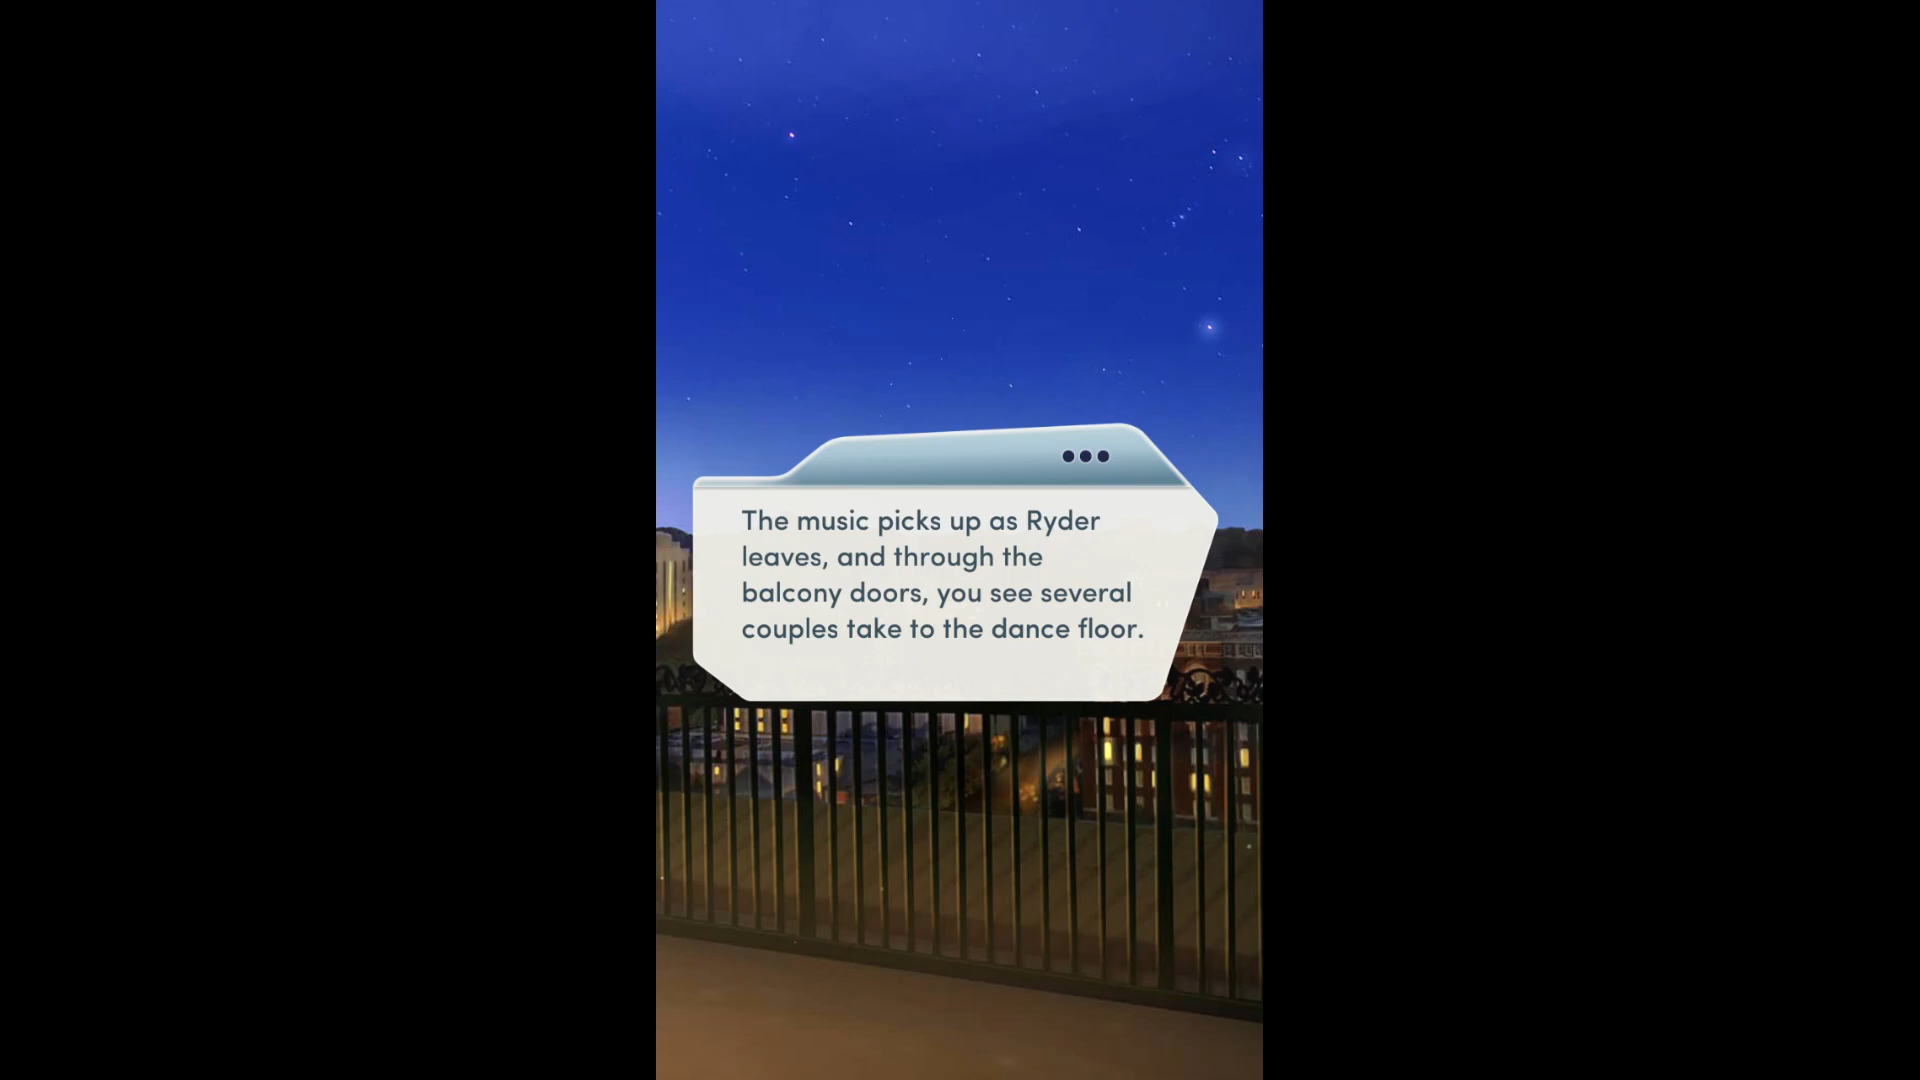 The music picks up as Ryder
leaves, and through the
balcony doors, you see several
couples take to the dance floor.